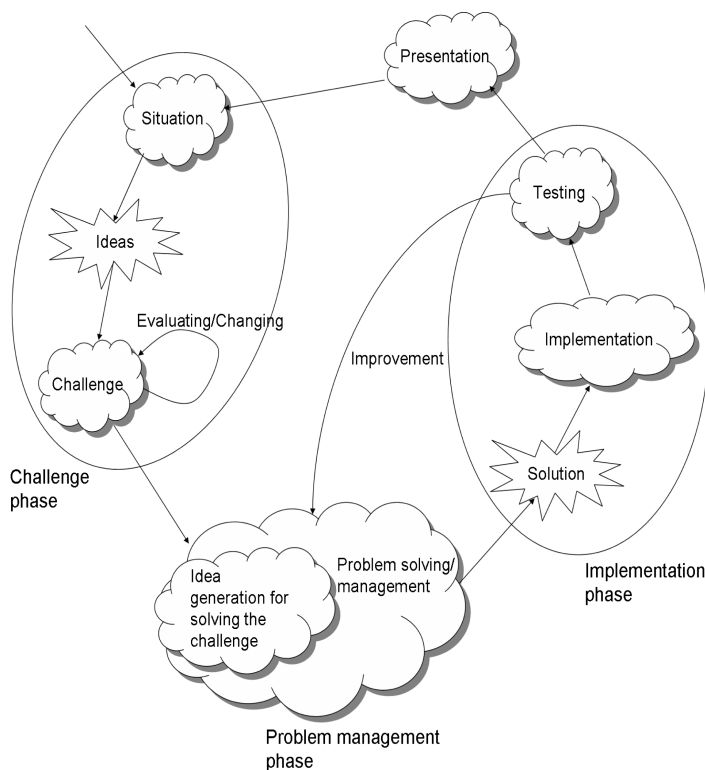 Presentation
Situation
Testing
Ideas
Evaluating/Changing
Implementation
Improvement
Challenge
Challenge
phase
Solution
Problem solving/
management
Idea
generation for
solving the
challenge
Implementation
phase
Problem management
phase